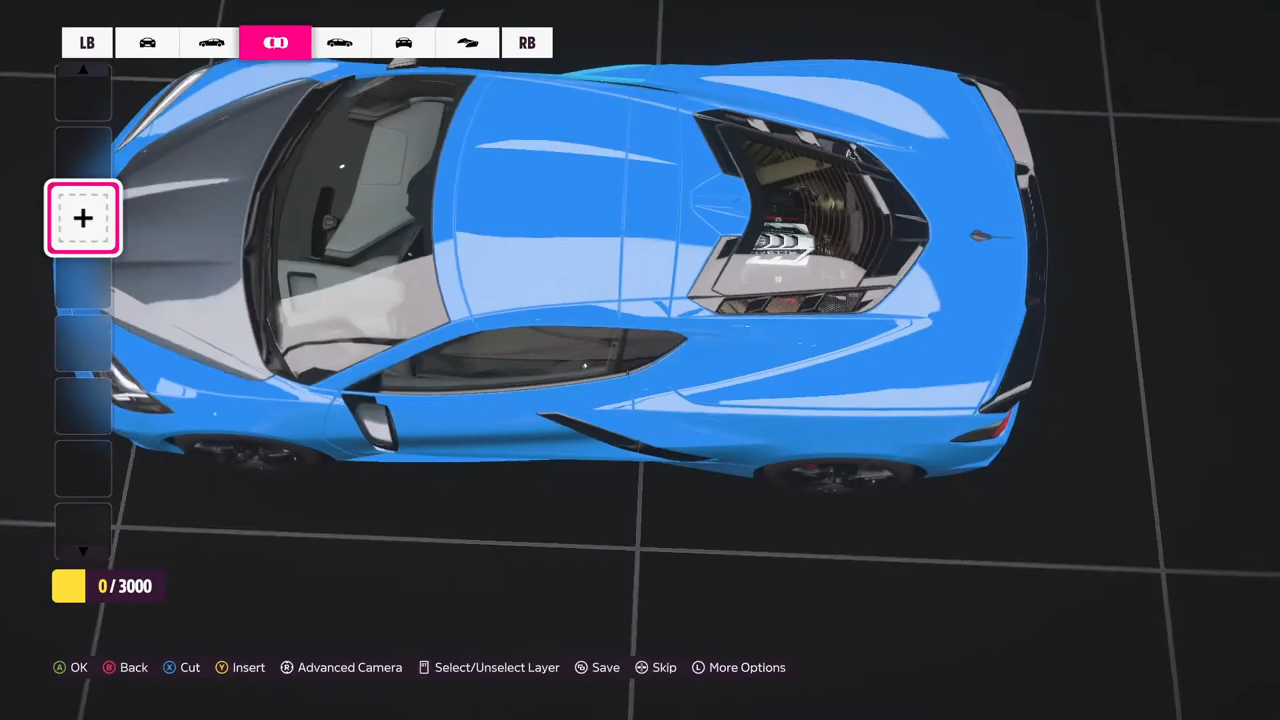 LB RB
+
0 / 3000
A OK B Back X Cut Y Insert R Advanced Camera Select/Unselect Layer Save Skip L More Options